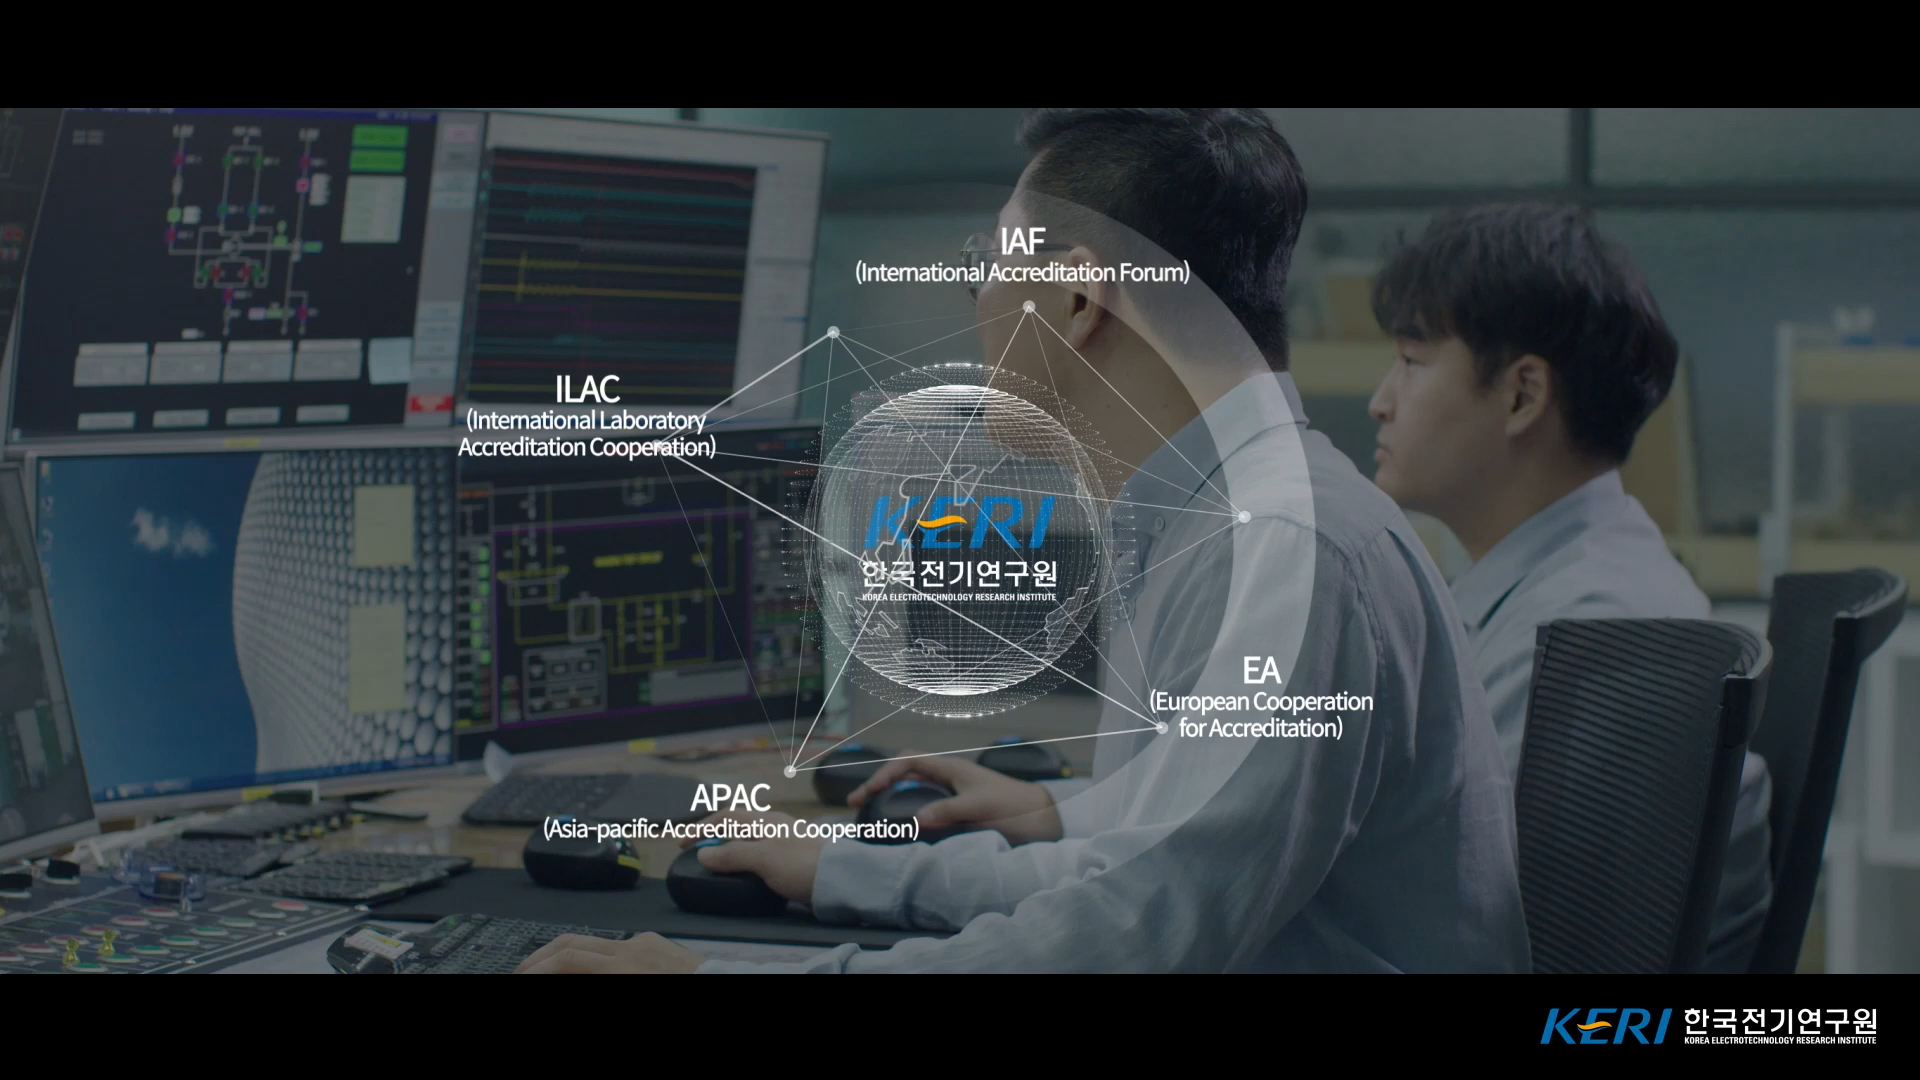 IAF
(International Accreditation Forum)
ILAC
(International Laboratory
Accreditation Cooperation)
KERI
한국전기연구원
KOREA ELECTROTECHNOLOGY RESEARCH INSTITUTE
EA
(European Cooperation
for Accreditation)
APAC
(Asia-pacific Accreditation Cooperation)
KERI
한국전기연구원
KOREA ELECTROTECHNOLOGY RESEARCH INSTITUTE